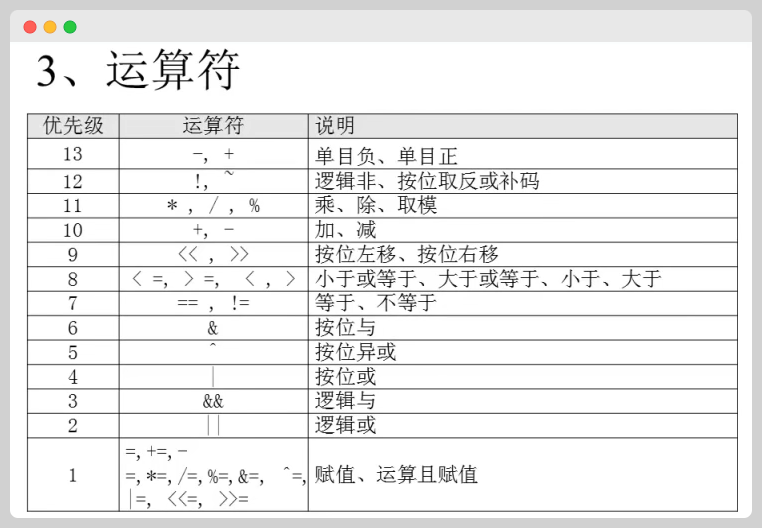 3、运算符
优先级 运算符 说明
13 -, + 单目负、单目正
12 !, ~ 逻辑非、按位取反或补码
11 * , / , % 乘、除、取模
10 +, - 加、减
9 << , >> 按位左移、按位右移
8 < =, > =, < , > 小于或等于、大于或等于、小于、大于
7 == , != 等于、不等于
6 & 按位与
5 ^ 按位异或
4 | 按位或
3 && 逻辑与
2 || 逻辑或
1 =,+=,-
=,*=,/=,%=,&=, ^=, 赋值、运算且赋值
|=, <<=, >>=